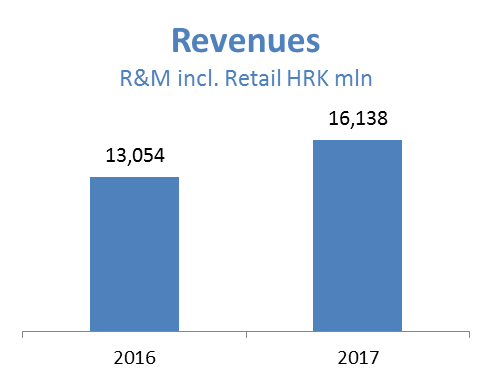 Revenues
R&M incl. Retail HRK mln
16,138
13,054
2016
2017